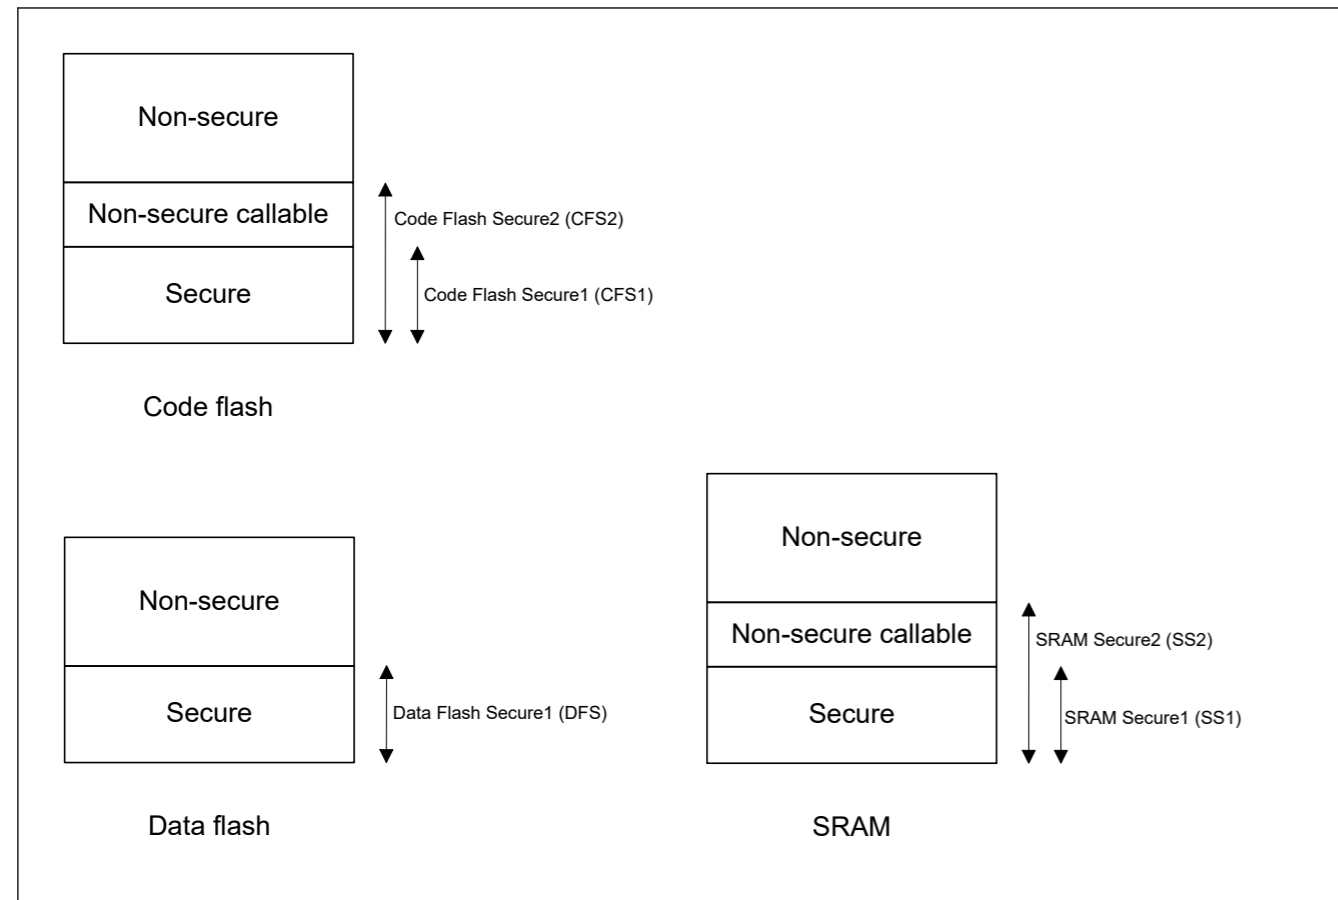 Non-secure
Non-secure callable
Secure
Code Flash Secure2 (CFS2)
Code Flash Secure1 (CFS1)
Code flash
Non-secure
Secure
Data Flash Secure1 (DFS)
Data flash
Non-secure
Non-secure callable
Secure
SRAM Secure2 (SS2)
SRAM Secure1 (SS1)
SRAM